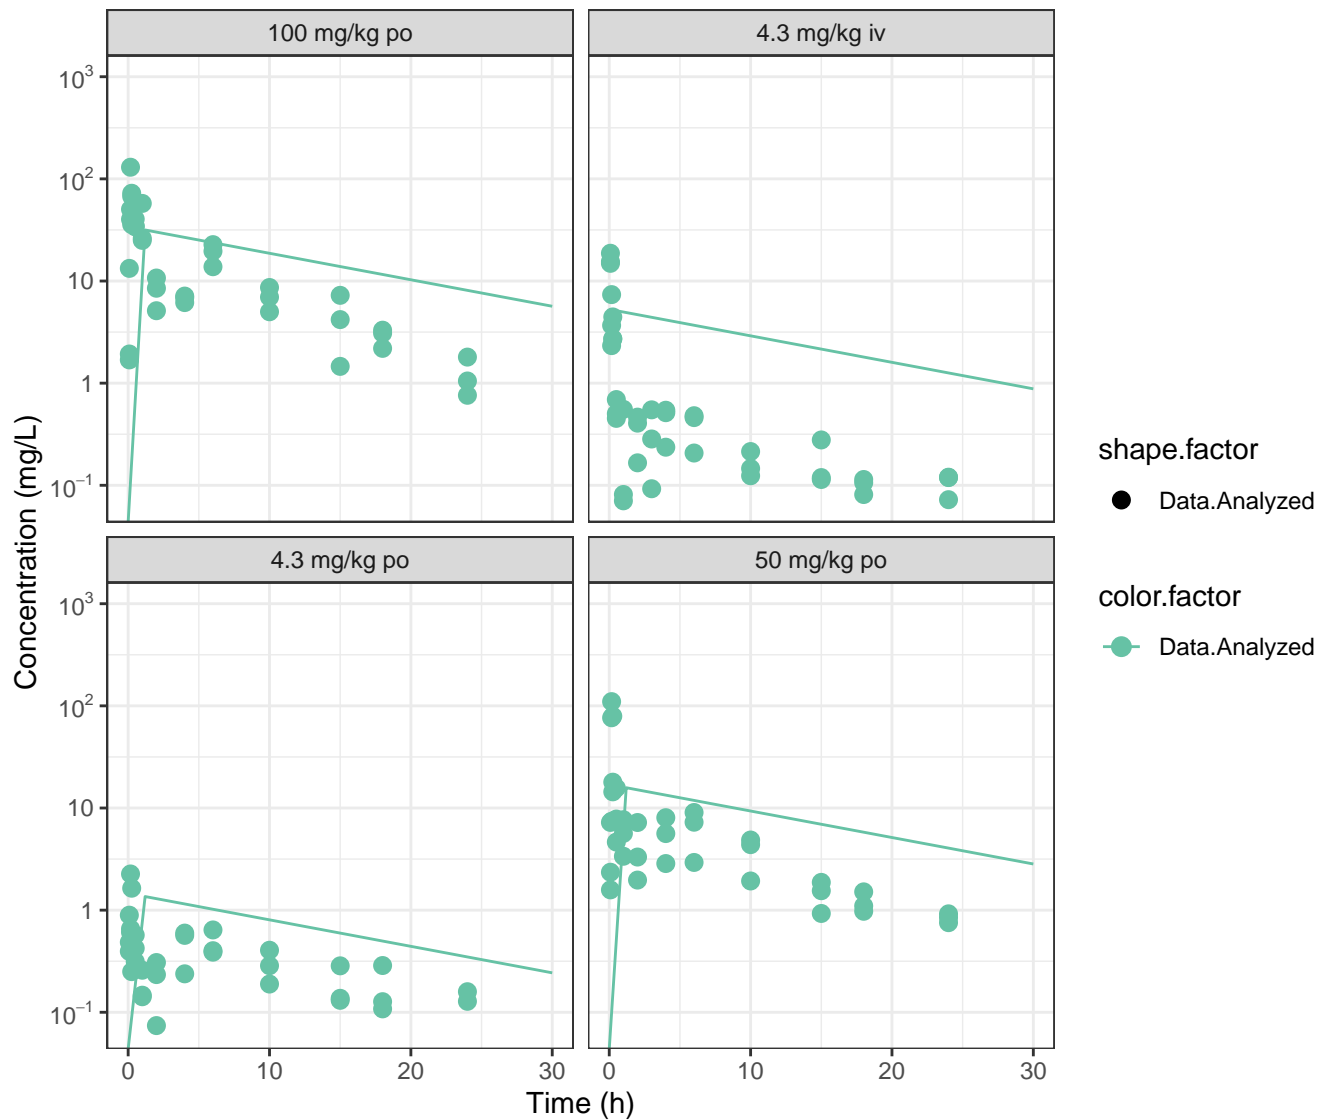 100 mg/kg po
4.3 mg/kg iv
10³
10²
10
1
10⁻¹
4.3 mg/kg po
50 mg/kg po
10³
10²
10
1
10⁻¹
0 10 20 30
0 10 20 30
Time (h)
Concentration (mg/L)
shape.factor
Data.Analyzed
color.factor
Data.Analyzed